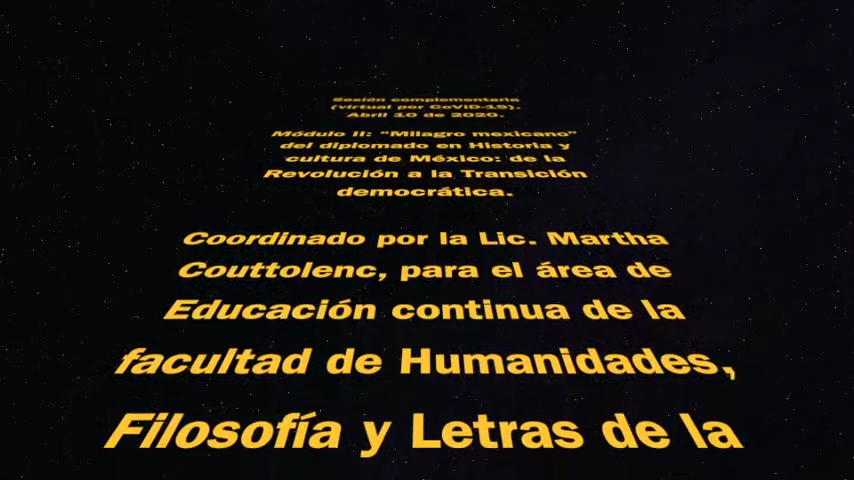 Sesión complementaria
(virtual por CoViD-19).
Abril 10 de 2020.
Módulo II: "Milagro mexicano"
del diplomado en Historia y
cultura de México: de la
Revolución a la Transición
democrática.
Coordinado por la Lic. Martha
Couttolenc, para el área de
Educación continua de la
facultad de Humanidades,
Filosofía y Letras de la